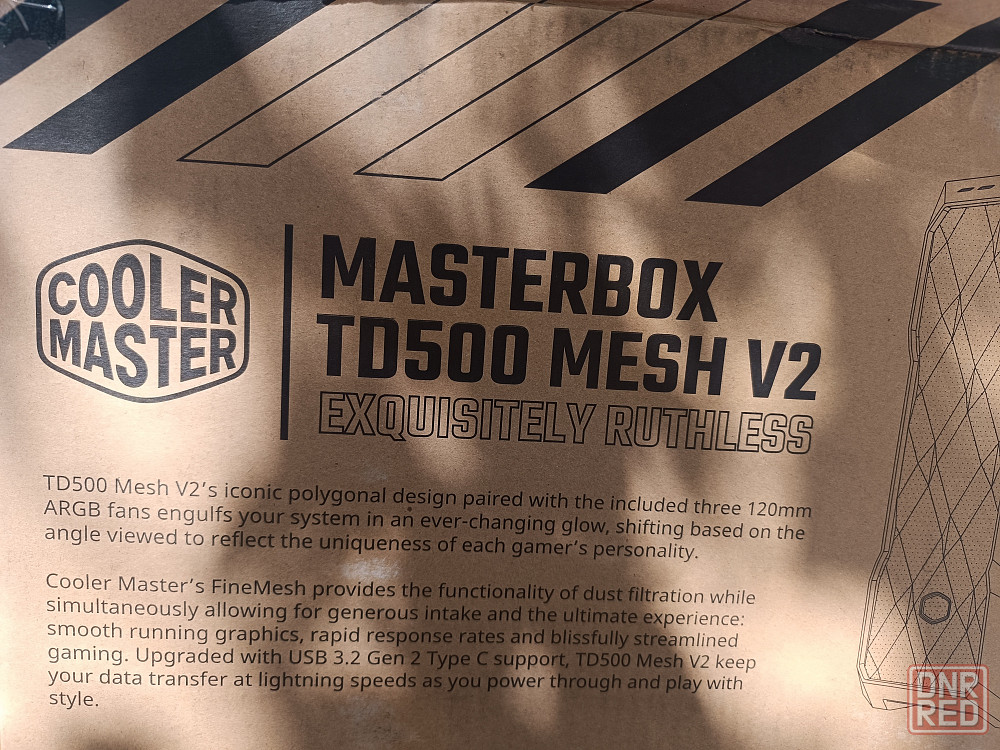 COOLER
MASTER
MASTERBOX
TD500 MESH V2
EXQUISITELY RUTHLESS
TD500 Mesh V2's iconic polygonal design paired with the included three 120mm
ARGB fans engulfs your system in an ever-changing glow, shifting based on the
angle viewed to reflect the uniqueness of each gamer's personality.
Cooler Master's FineMesh provides the functionality of dust filtration while
simultaneously allowing for generous intake and the ultimate experience:
smooth running graphics, rapid response rates and blissfully streamlined
gaming. Upgraded with USB 3.2 Gen 2 Type C support, TD500 Mesh V2 keep
your data transfer at lightning speeds as you power through and play with
style.
DNR
RED